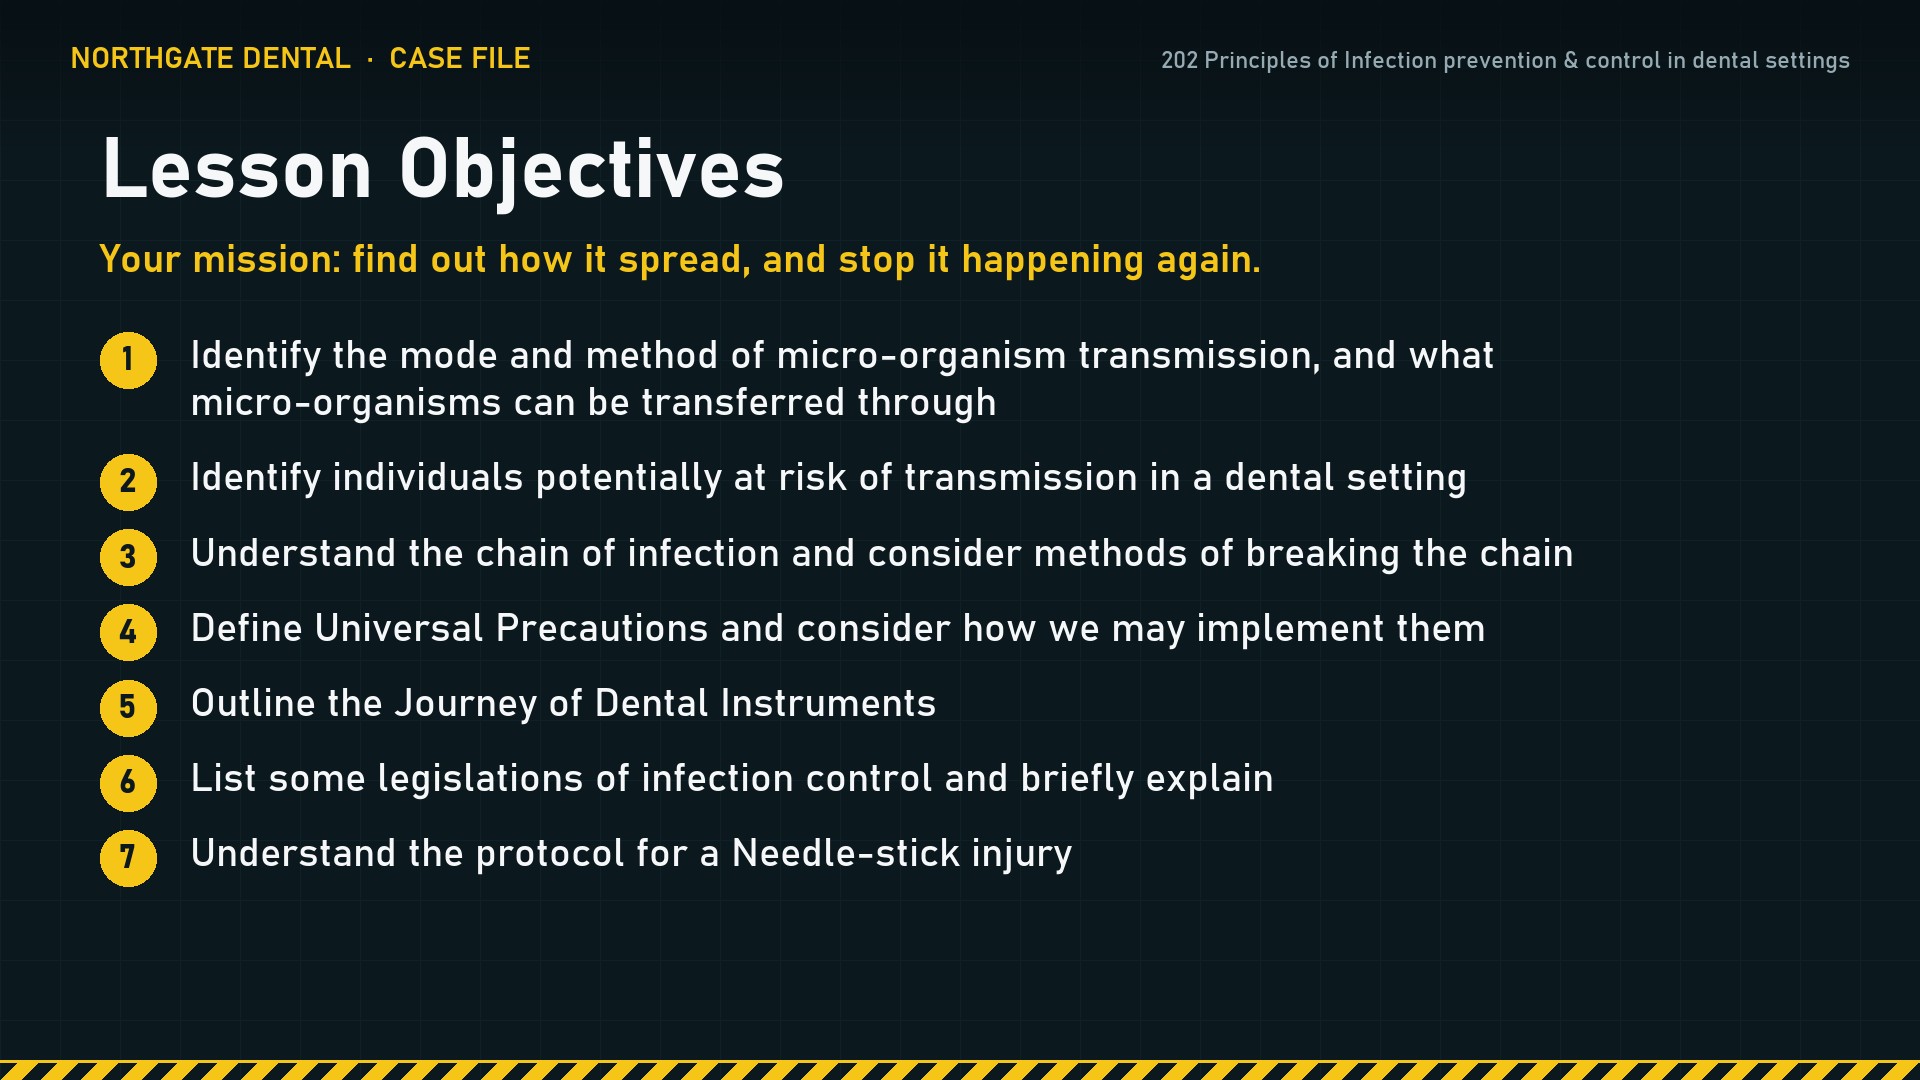 NORTHGATE DENTAL · CASE FILE
202 Principles of Infection prevention & control in dental settings
Lesson Objectives
Your mission: find out how it spread, and stop it happening again.
1 Identify the mode and method of micro-organism transmission, and what
micro-organisms can be transferred through
2 Identify individuals potentially at risk of transmission in a dental setting
3 Understand the chain of infection and consider methods of breaking the chain
4 Define Universal Precautions and consider how we may implement them
5 Outline the Journey of Dental Instruments
6 List some legislations of infection control and briefly explain
7 Understand the protocol for a Needle-stick injury